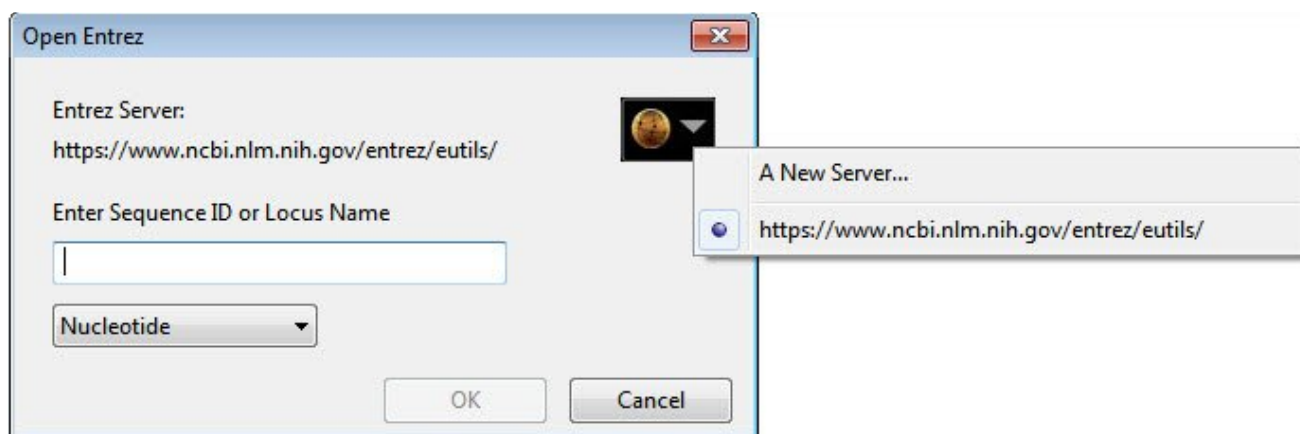 Open Entrez
Entrez Server:
https://www.ncbi.nlm.nih.gov/entrez/eutils/
A New Server...
https://www.ncbi.nlm.nih.gov/entrez/eutils/
Enter Sequence ID or Locus Name
Nucleotide
OK
Cancel